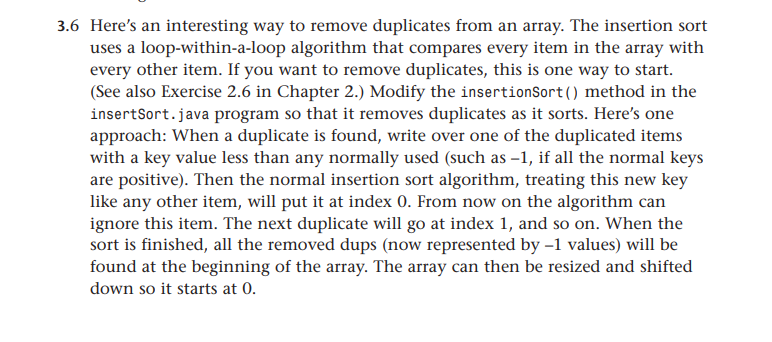 3.6 Here’s an interesting way to remove duplicates from an array. The insertion sort
uses a loop-within-a-loop algorithm that compares every item in the array with
every other item. If you want to remove duplicates, this is one way to start.
(See also Exercise 2.6 in Chapter 2.) Modify the insertionSort() method in the
insertSort.java program so that it removes duplicates as it sorts. Here’s one
approach: When a duplicate is found, write over one of the duplicated items
with a key value less than any normally used (such as –1, if all the normal keys
are positive). Then the normal insertion sort algorithm, treating this new key
like any other item, will put it at index 0. From now on the algorithm can
ignore this item. The next duplicate will go at index 1, and so on. When the
sort is finished, all the removed dups (now represented by –1 values) will be
found at the beginning of the array. The array can then be resized and shifted
down so it starts at 0.